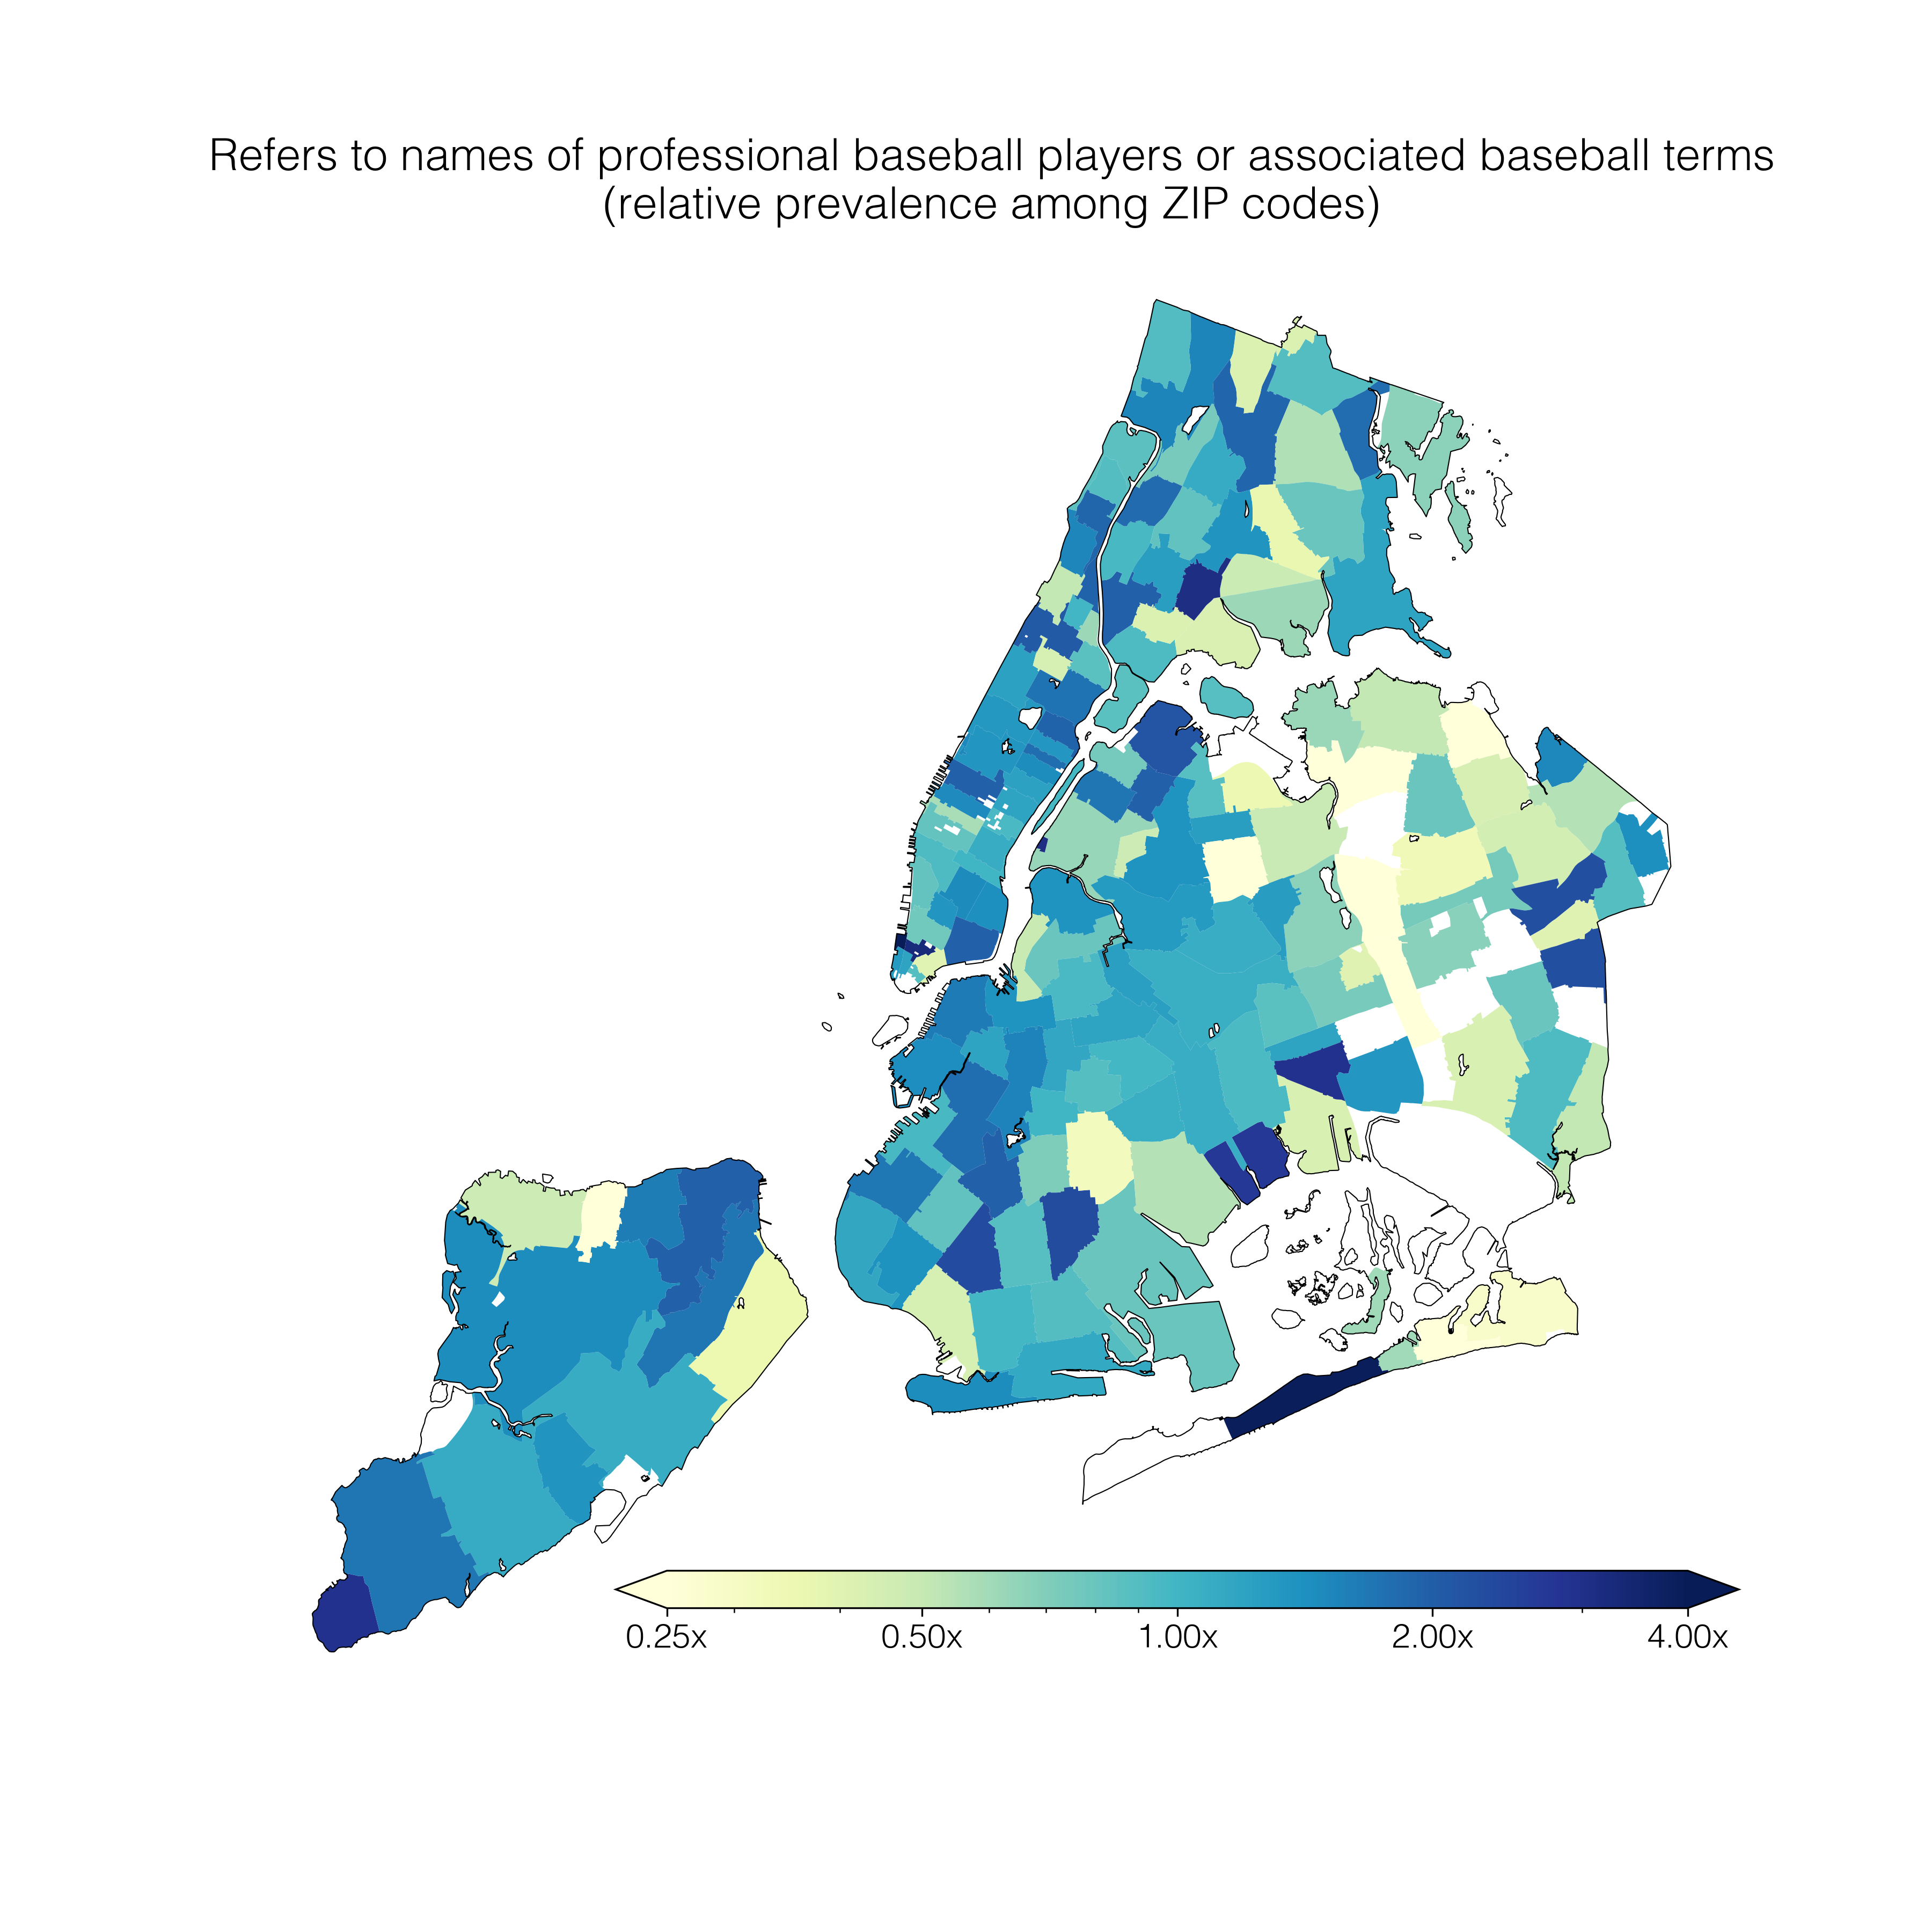 Refers to names of professional baseball players or associated baseball terms
(relative prevalence among ZIP codes)
0.25x 0.50x 1.00x 2.00x 4.00x